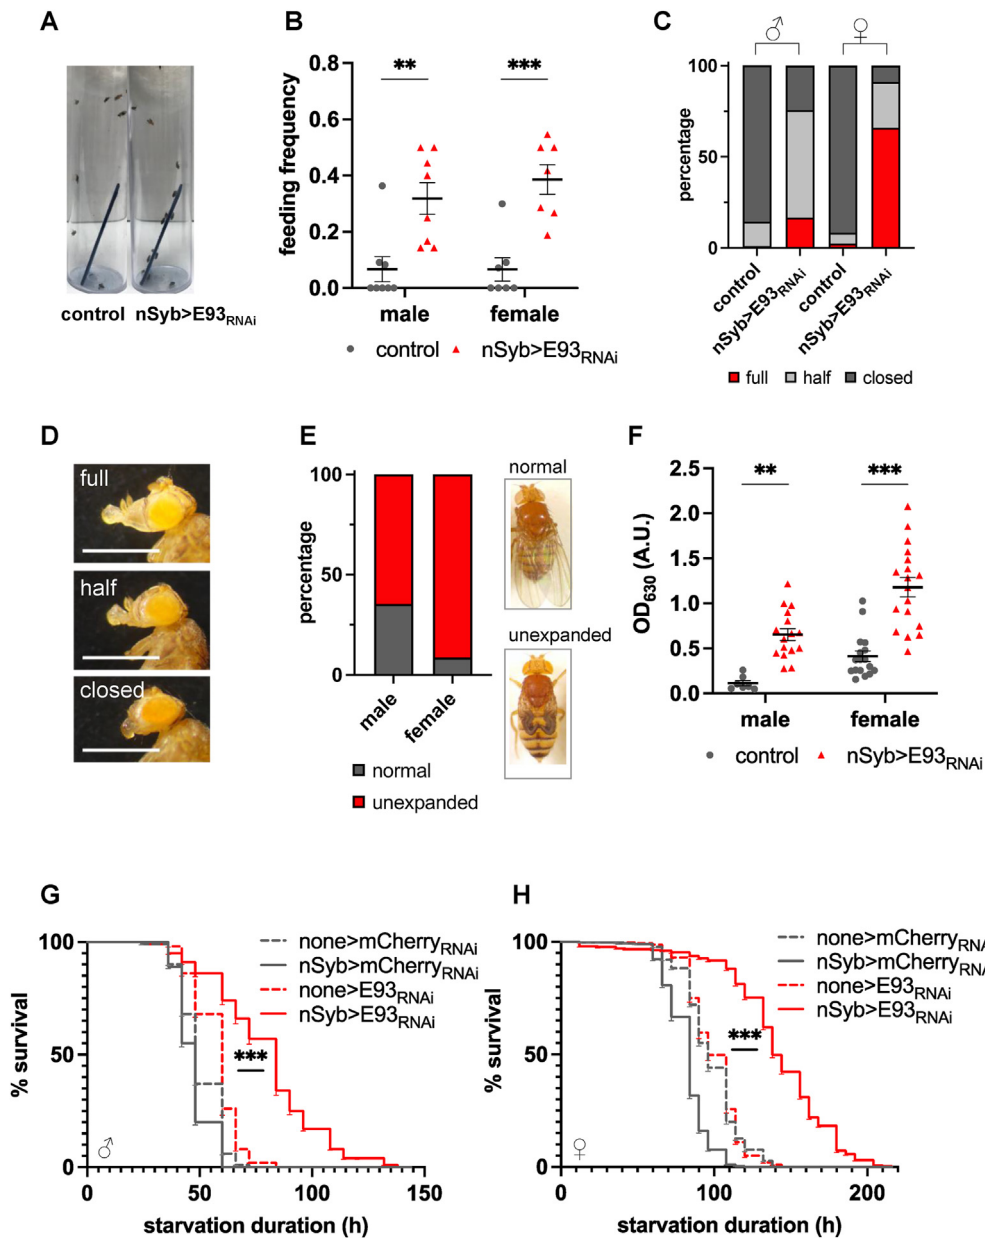 A
control nSyb>E93RNAi
B
feeding frequency
0.8
0.6
0.4
0.2
0.0
** ***
male female
control nSyb>E93RNAi
C
♂ ♀
percentage
100
50
0
control
nSyb>E93RNAi
control
nSyb>E93RNAi
full half closed
D
full
half
closed
E
percentage
100
50
0
male
female
normal
unexpanded
normal
unexpanded
F
OD630 (A.U.)
2.5
2.0
1.5
1.0
0.5
0.0
** ***
male female
control nSyb>E93RNAi
G
% survival
100
50
0
none>mCherryRNAi
nSyb>mCherryRNAi
none>E93RNAi
nSyb>E93RNAi
***
♂
0 50 100 150
starvation duration (h)
H
% survival
100
50
0
none>mCherryRNA
nSyb>mCherryRNA
none>E93RNAi
nSyb>E93RNAi
***
♀
0 100 200
starvation duration (h)